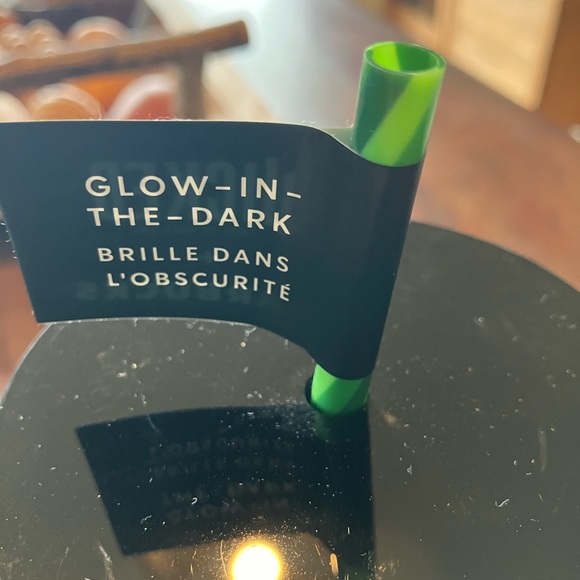 GLOW–IN–
THE–DARK
BRILLE DANS
L'OBSCURITÉ